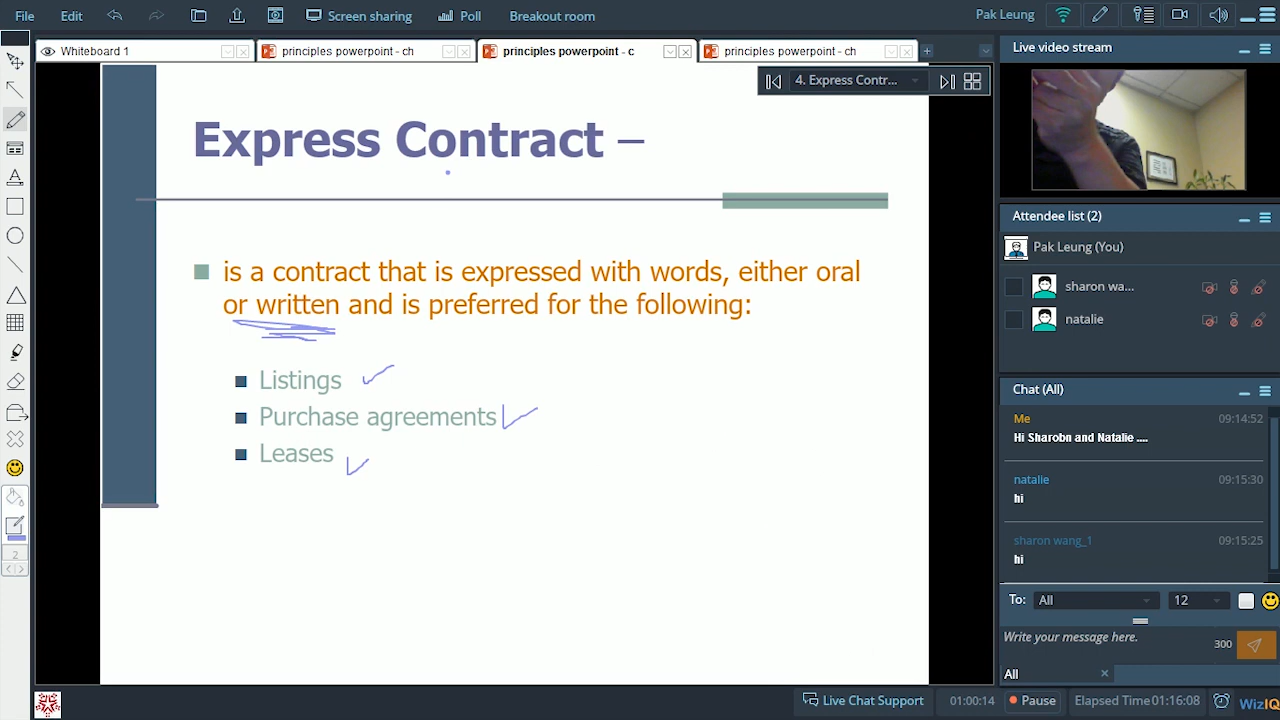 File Edit Screen sharing Poll Breakout room Pak Leung
Whiteboard 1 principles powerpoint - ch principles powerpoint - c principles powerpoint - ch
4. Express Contr...
Express Contract –
is a contract that is expressed with words, either oral
or written and is preferred for the following:
Listings
Purchase agreements
Leases
Live video strea
Attendee list (2)
Pak Leung (You)
sharon wa...
natalie
Chat (All)
Me 09:14:52
Hi Sharobn and Natalie ....
natalie 09:15:30
hi
sharon wang_1 09:15:25
hi
To: All 12
Write your message here. 300
All
2
Live Chat Support 01:00:14 Pause Elapsed Time 01:16:08 WizIQ